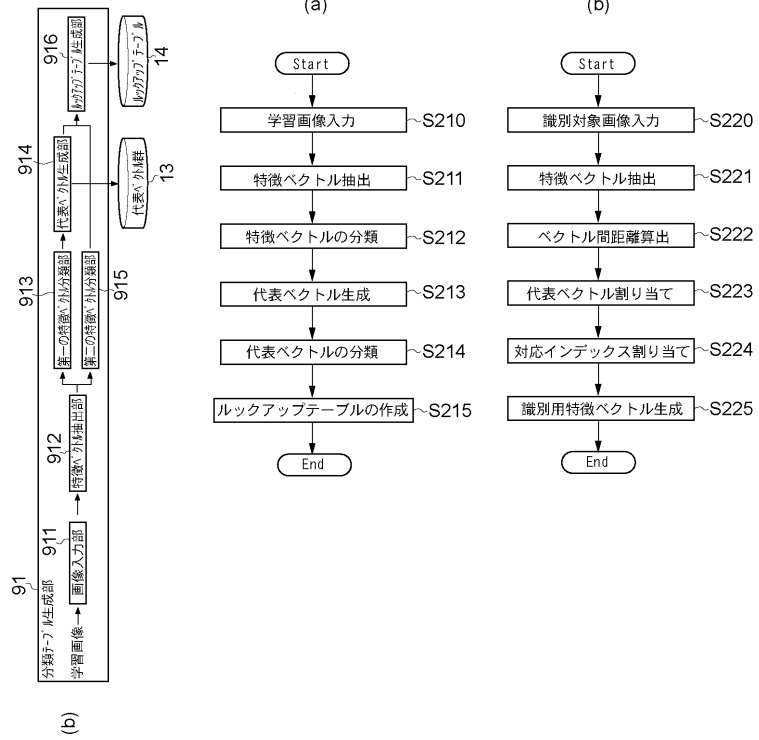 (b)
91
分類テーブル生成部
学習画像
911
画像入力部
912
特徴ベクトル抽出部
913
第一の特徴ベクトル分類部
915
第二の特徴ベクトル分類部
914
代表ベクトル生成部
916
ルックアップテーブル生成部
13
代表ベクトル群
14
ルックアップテーブル
(a)
Start
学習画像入力
S210
特徴ベクトル抽出
S211
特徴ベクトルの分類
S212
代表ベクトル生成
S213
代表ベクトルの分類
S214
ルックアップテーブルの作成
S215
End
(b)
Start
識別対象画像入力
S220
特徴ベクトル抽出
S221
ベクトル間距離算出
S222
代表ベクトル割り当て
S223
対応インデックス割り当て
S224
識別用特徴ベクトル生成
S225
End